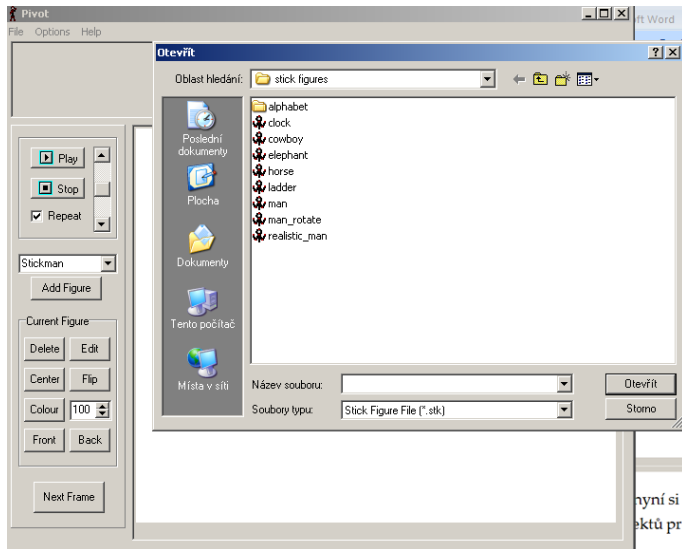 Pivot
ft Word
File Options Help
Otevřít
Oblast hledání: stick figures
Poslední dokumenty
Plocha
Dokumenty
Tento počítač
Místa v síti
alphabet
clock
cowboy
elephant
horse
ladder
man
man_rotate
realistic_man
Název souboru:
Otevřít
Soubory typu: Stick Figure File (*.stk)
Storno
Play
Stop
Repeat
Stickman
Add Figure
Current Figure
Delete Edit
Center Flip
Colour 100
Front Back
Next Frame
nyní si
ektů pr